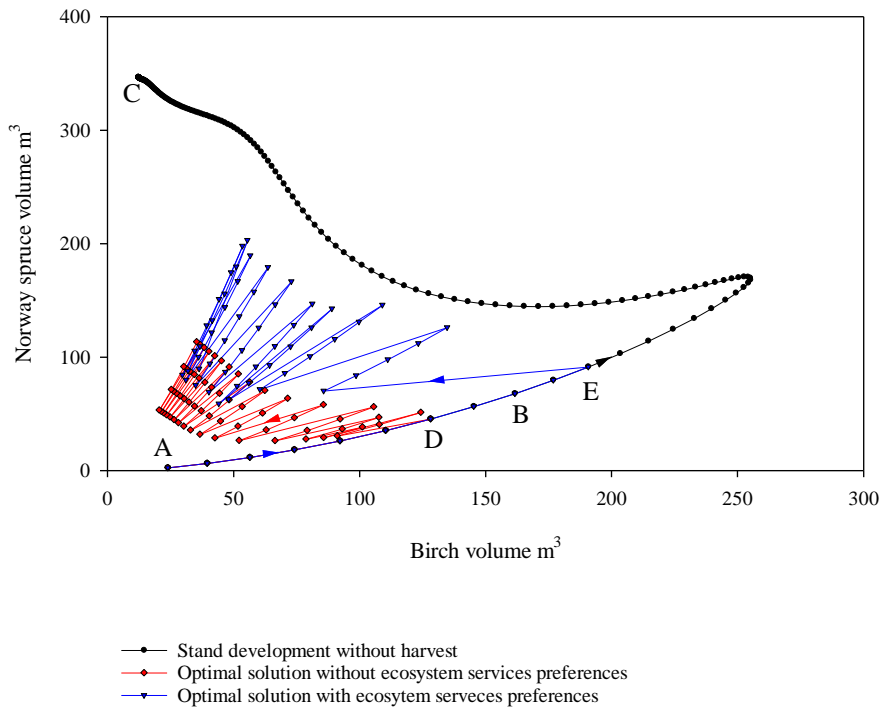 400
300
200
100
0
Norway spruce volume m³
C
A
D
B
E
0 50 100 150 200 250 300
Birch volume m³
Stand development without harvest
Optimal solution without ecosystem services preferences
Optimal solution with ecosytem serveces preferences